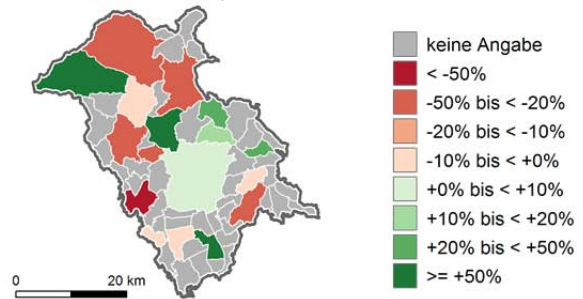 keine Angabe
< -50%
-50% bis < -20%
-20% bis < -10%
-10% bis < +0%
+0% bis < +10%
+10% bis < +20%
+20% bis < +50%
>= +50%
0 20 km